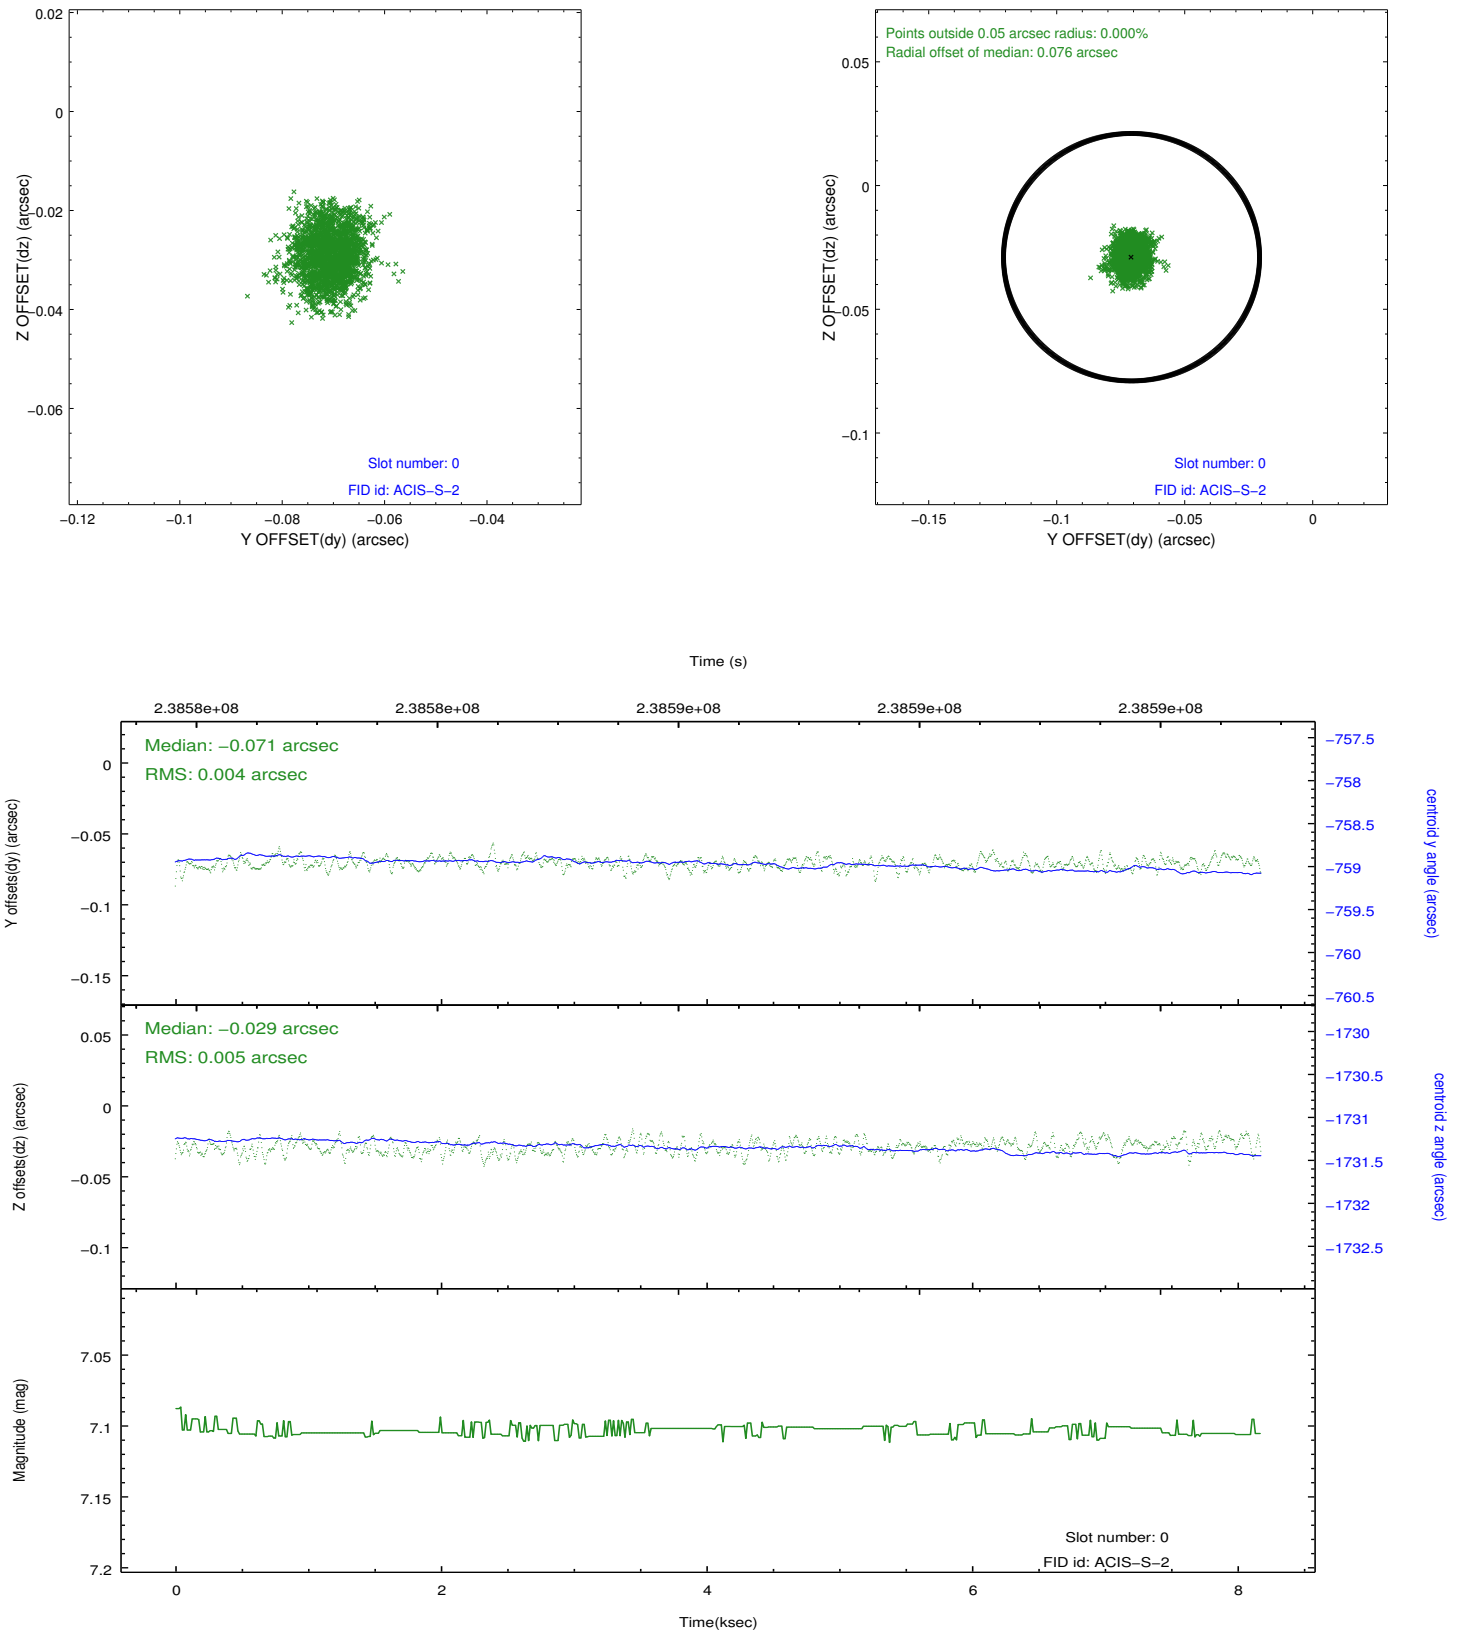 0.02
0
−0.02
−0.04
−0.06
Z OFFSET(dz) (arcsec)
Slot number: 0
FID id: ACIS−S−2
−0.12
−0.1
−0.08
−0.06
−0.04
Y OFFSET(dy) (arcsec)
Points outside 0.05 arcsec radius: 0.000%
Radial offset of median: 0.076 arcsec
0.05
0
−0.05
−0.1
Z OFFSET(dz) (arcsec)
Slot number: 0
FID id: ACIS−S−2
−0.15
−0.1
−0.05
0
Y OFFSET(dy) (arcsec)
Time (s)
2.3858e+08
2.3858e+08
2.3859e+08
2.3859e+08
2.3859e+08
Median: −0.071 arcsec
RMS: 0.004 arcsec
0
−0.05
−0.1
−0.15
Y offsets(dy) (arcsec)
−757.5
−758
−758.5
−759
−759.5
−760
−760.5
centroid y angle (arcsec)
Median: −0.029 arcsec
RMS: 0.005 arcsec
0.05
0
−0.05
−0.1
Z offsets(dz) (arcsec)
−1730
−1730.5
−1731
−1731.5
−1732
−1732.5
centroid z angle (arcsec)
7.05
7.1
7.15
7.2
Magnitude (mag)
Slot number: 0
FID id: ACIS−S−2
0
2
4
6
8
Time(ksec)